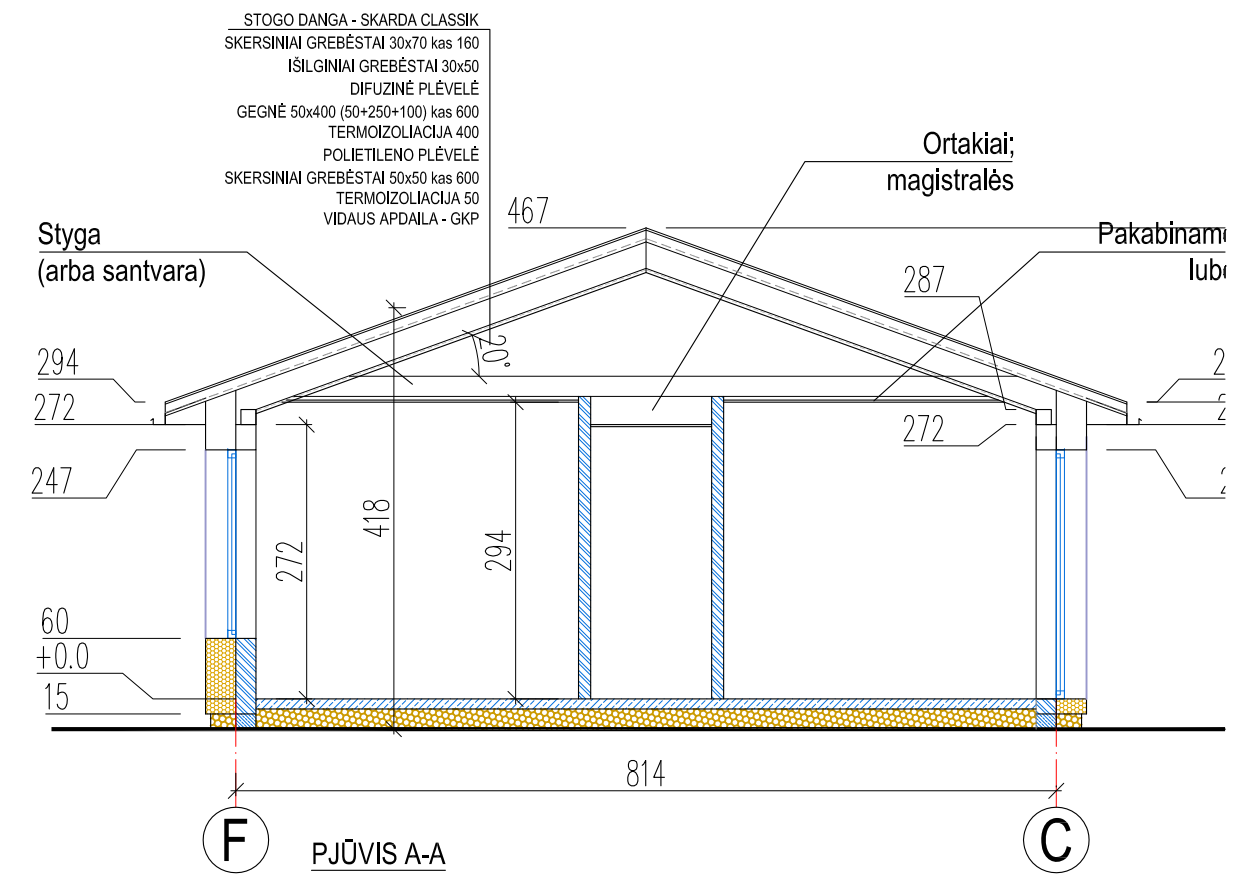 STOGO DANGA - SKARDA CLASSIK
SKERSINIAI GREBĖSTAI 30x70 kas 160
IŠILGINIAI GREBĖSTAI 30x50
DIFUZINĖ PLĖVELĖ
GEGNĖ 50x400 (50+250+100) kas 600
TERMOIZOLIACIJA 400
POLIETILENO PLĖVELĖ
SKERSINIAI GREBĖSTAI 50x50 kas 600
TERMOIZOLIACIJA 50
VIDAUS APDAILA - GKP
Ortakiai;
magistralės
467
Styga
(arba santvara)
Pakabiname
lube
287
20°
294
272
272
247
418
272
294
60
+0.0
15
814
F
C
PJŪVIS A-A